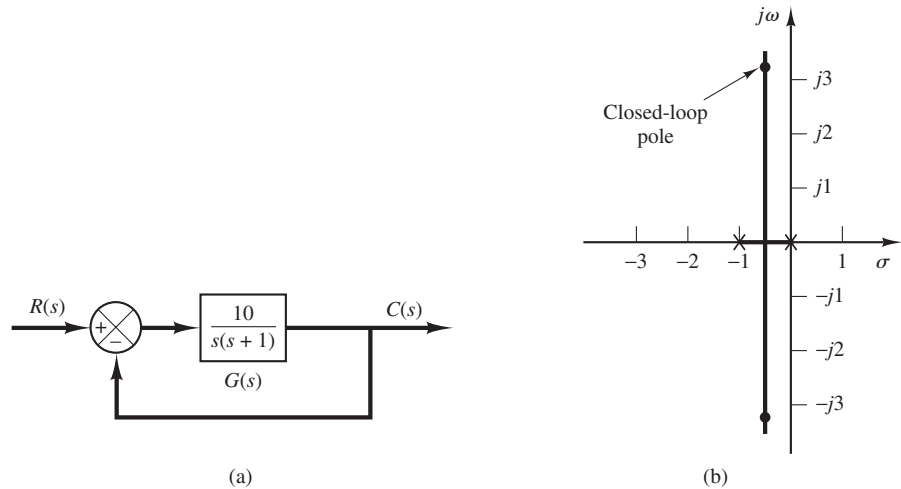 R(s)
+
−
10
s(s + 1)
G(s)
C(s)
(a)
jω
j3
j2
j1
Closed-loop
pole
−3 −2 −1 1 σ
−j1
−j2
−j3
(b)